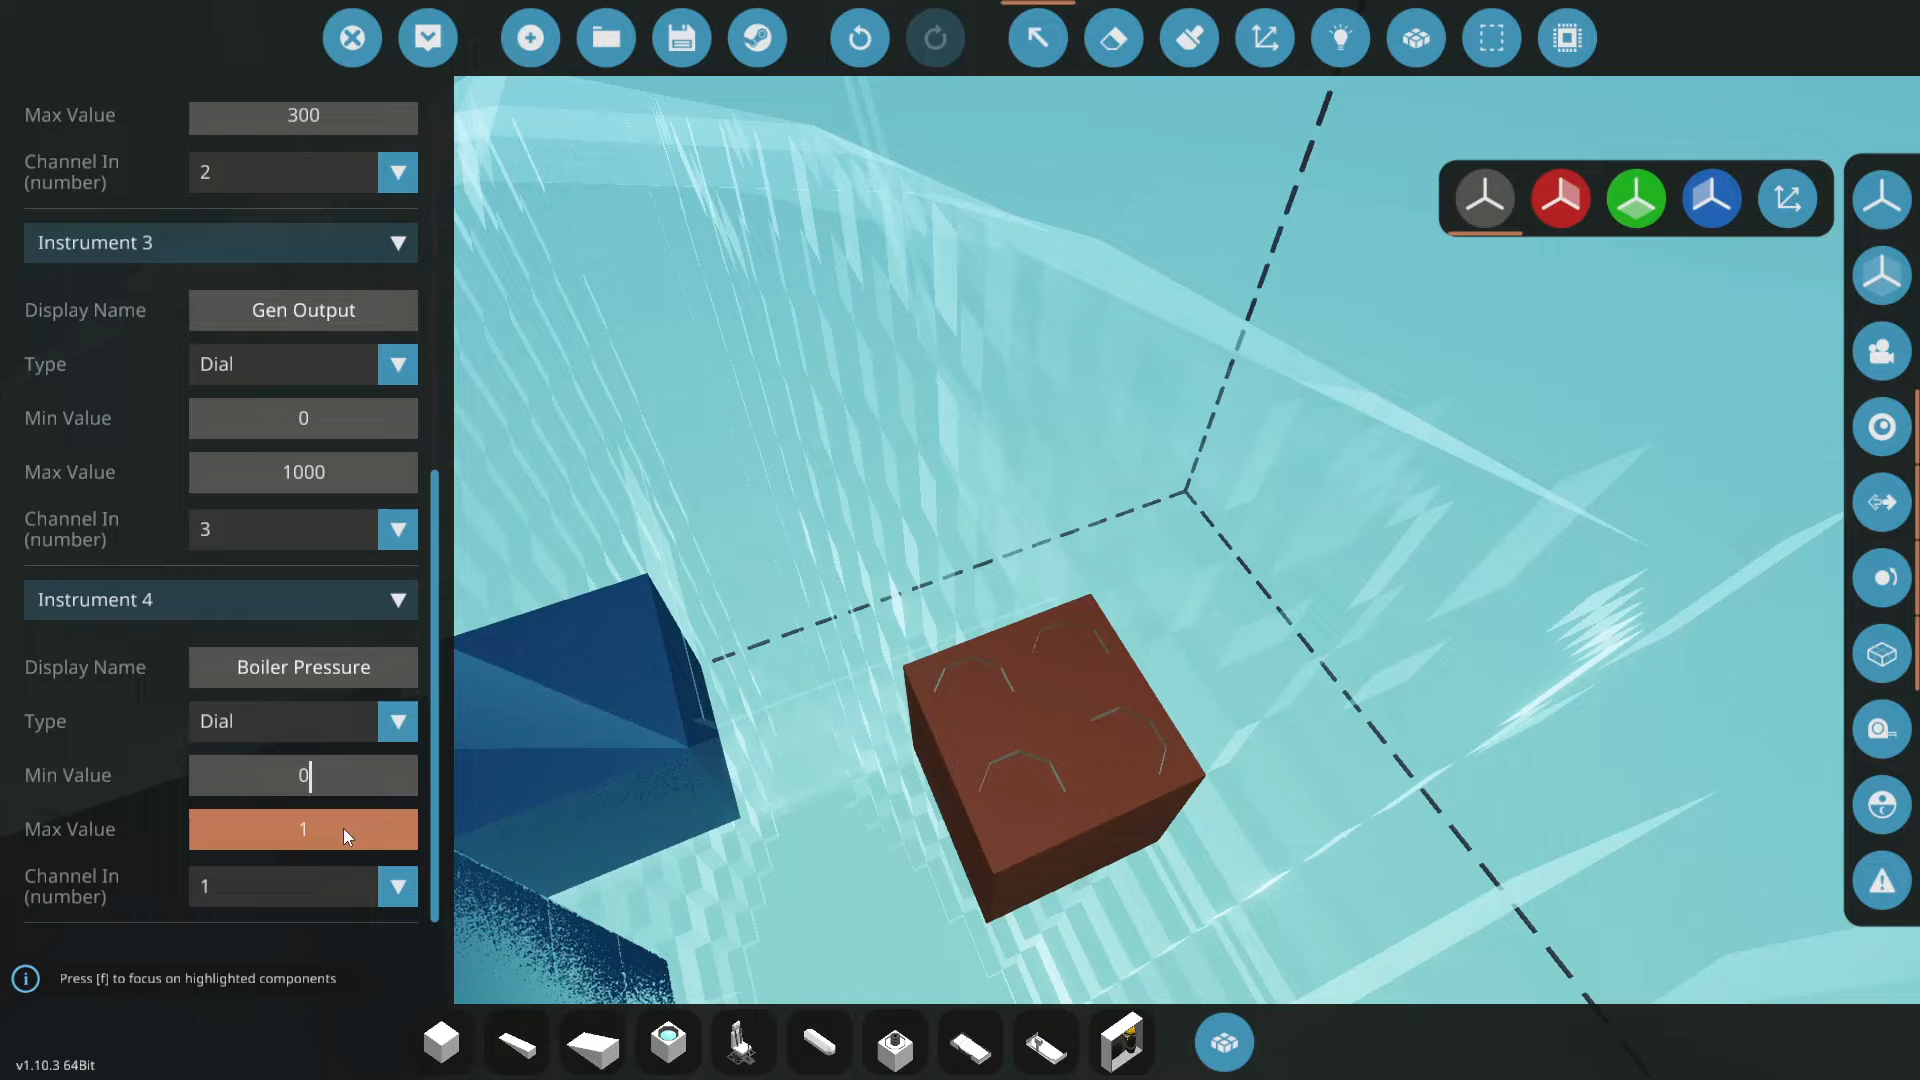 Max Value
300
Channel In
(number)
2
Instrument 3
Display Name
Gen Output
Type
Dial
Min Value
0
Max Value
1000
Channel In
(number)
3
Instrument 4
Display Name
Boiler Pressure
Type
Dial
Min Value
0
Max Value
1
Channel In
(number)
1
Press [f] to focus on highlighted components
v1.10.3 64Bit